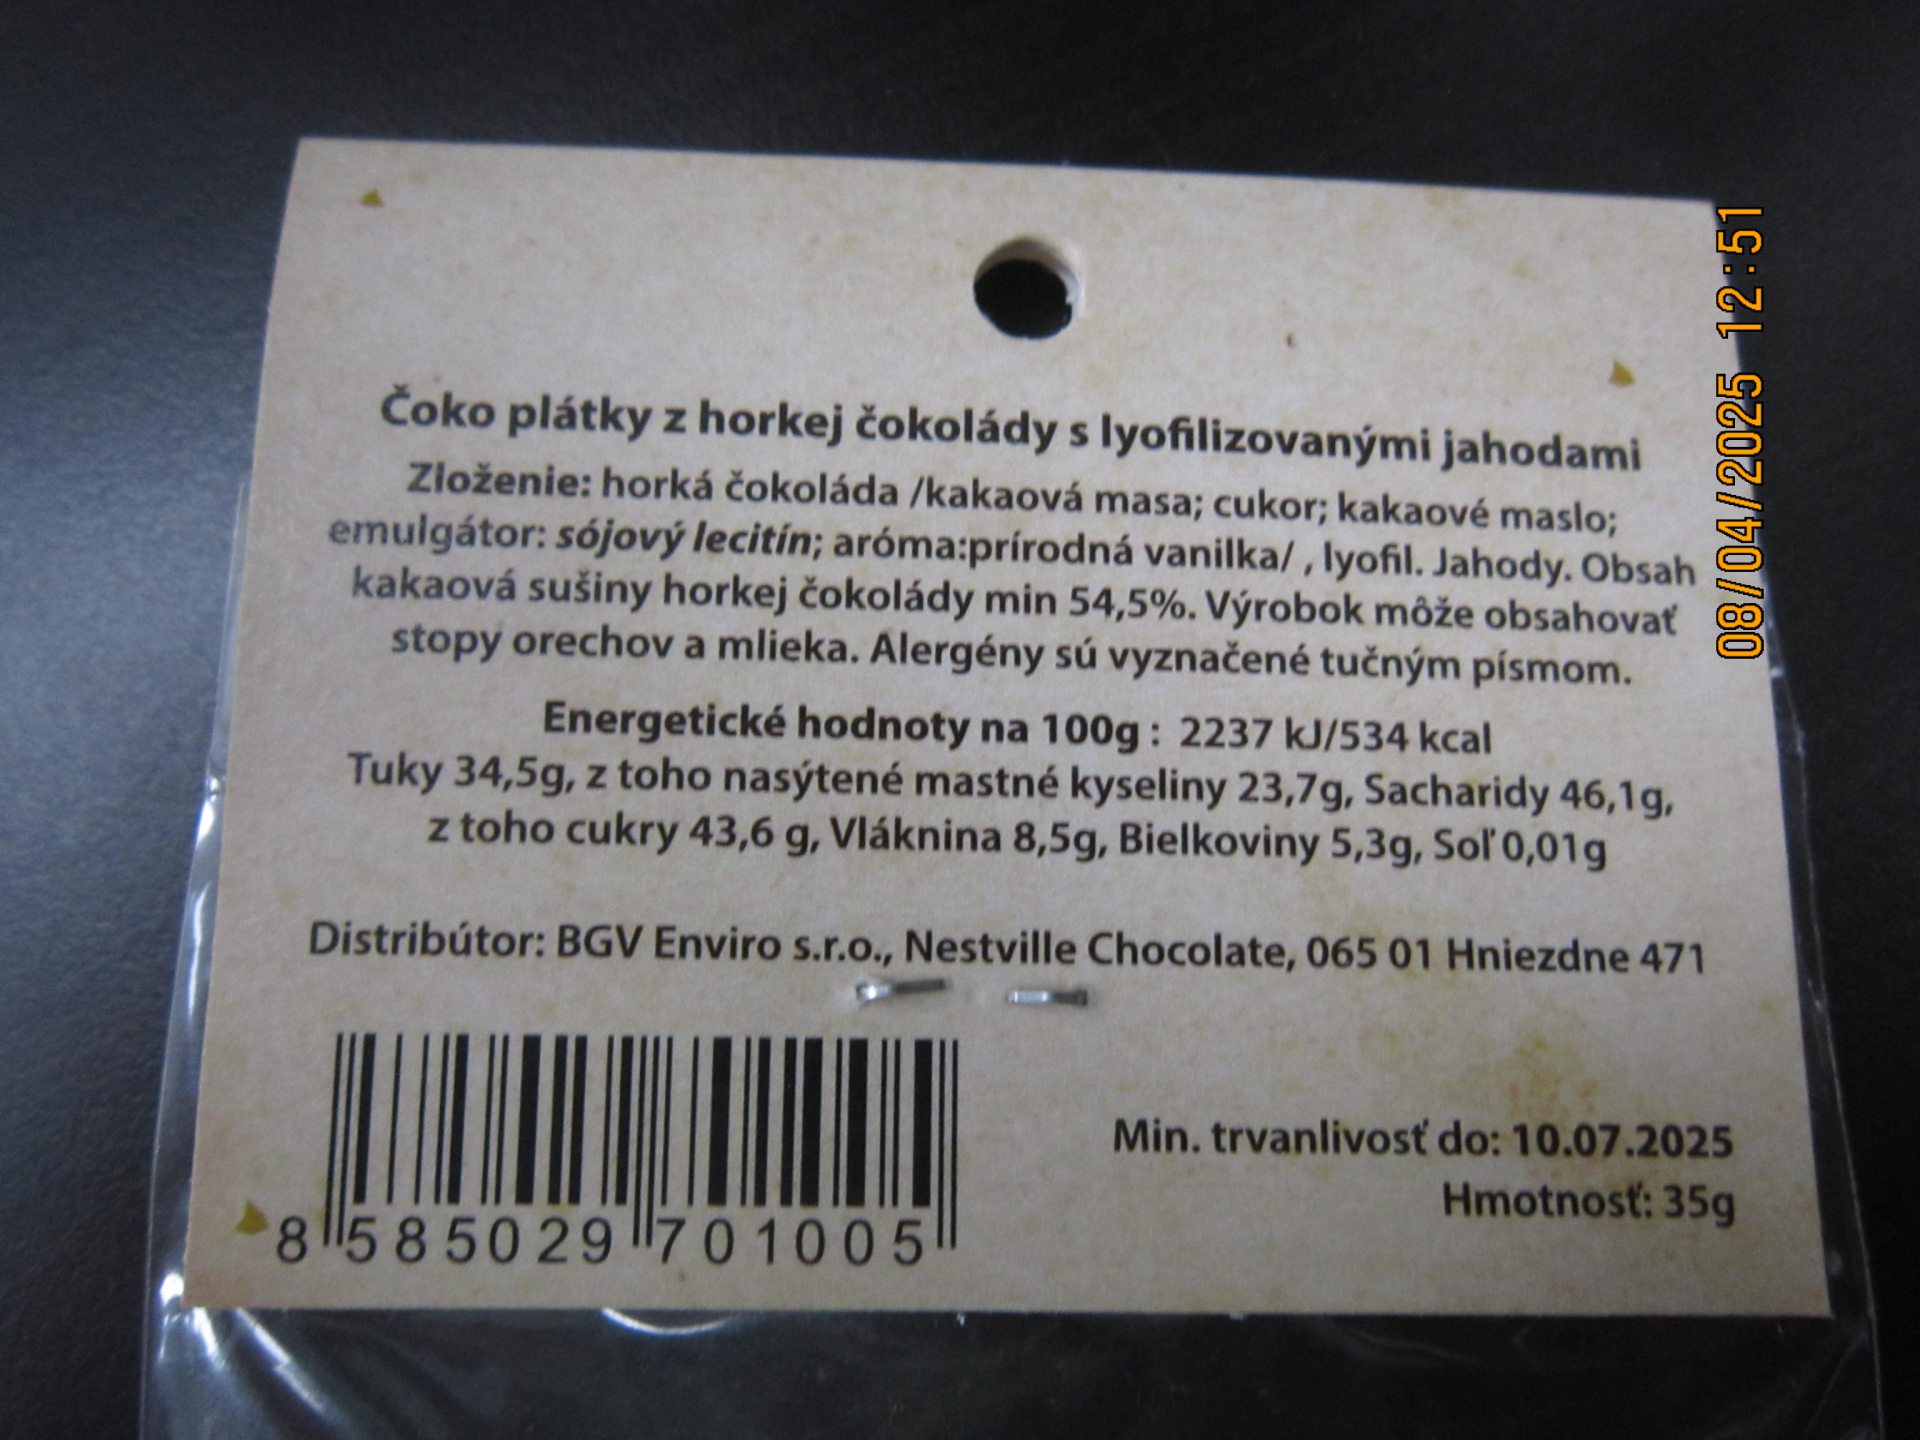 Čoko plátky z horkej čokolády s lyofilizovanými jahodami
Zloženie: horká čokoláda /kakaová masa; cukor; kakaové maslo;
emulgátor: sójový lecitín; aróma:prírodná vanilka/ , lyofil. Jahody. Obsah
kakaová sušiny horkej čokolády min 54,5%. Výrobok môže obsahovať
stopy orechov a mlieka. Alergény sú vyznačené tučným písmom.
Energetické hodnoty na 100g : 2237 kJ/534 kcal
Tuky 34,5g, z toho nasýtené mastné kyseliny 23,7g, Sacharidy 46,1g,
z toho cukry 43,6 g, Vláknina 8,5g, Bielkoviny 5,3g, Soľ 0,01g
Distribútor: BGV Enviro s.r.o., Nestville Chocolate, 065 01 Hniezdne 471
Min. trvanlivosť do: 10.07.2025
Hmotnosť: 35g
8 585029 701005
08/04/2025 12:51